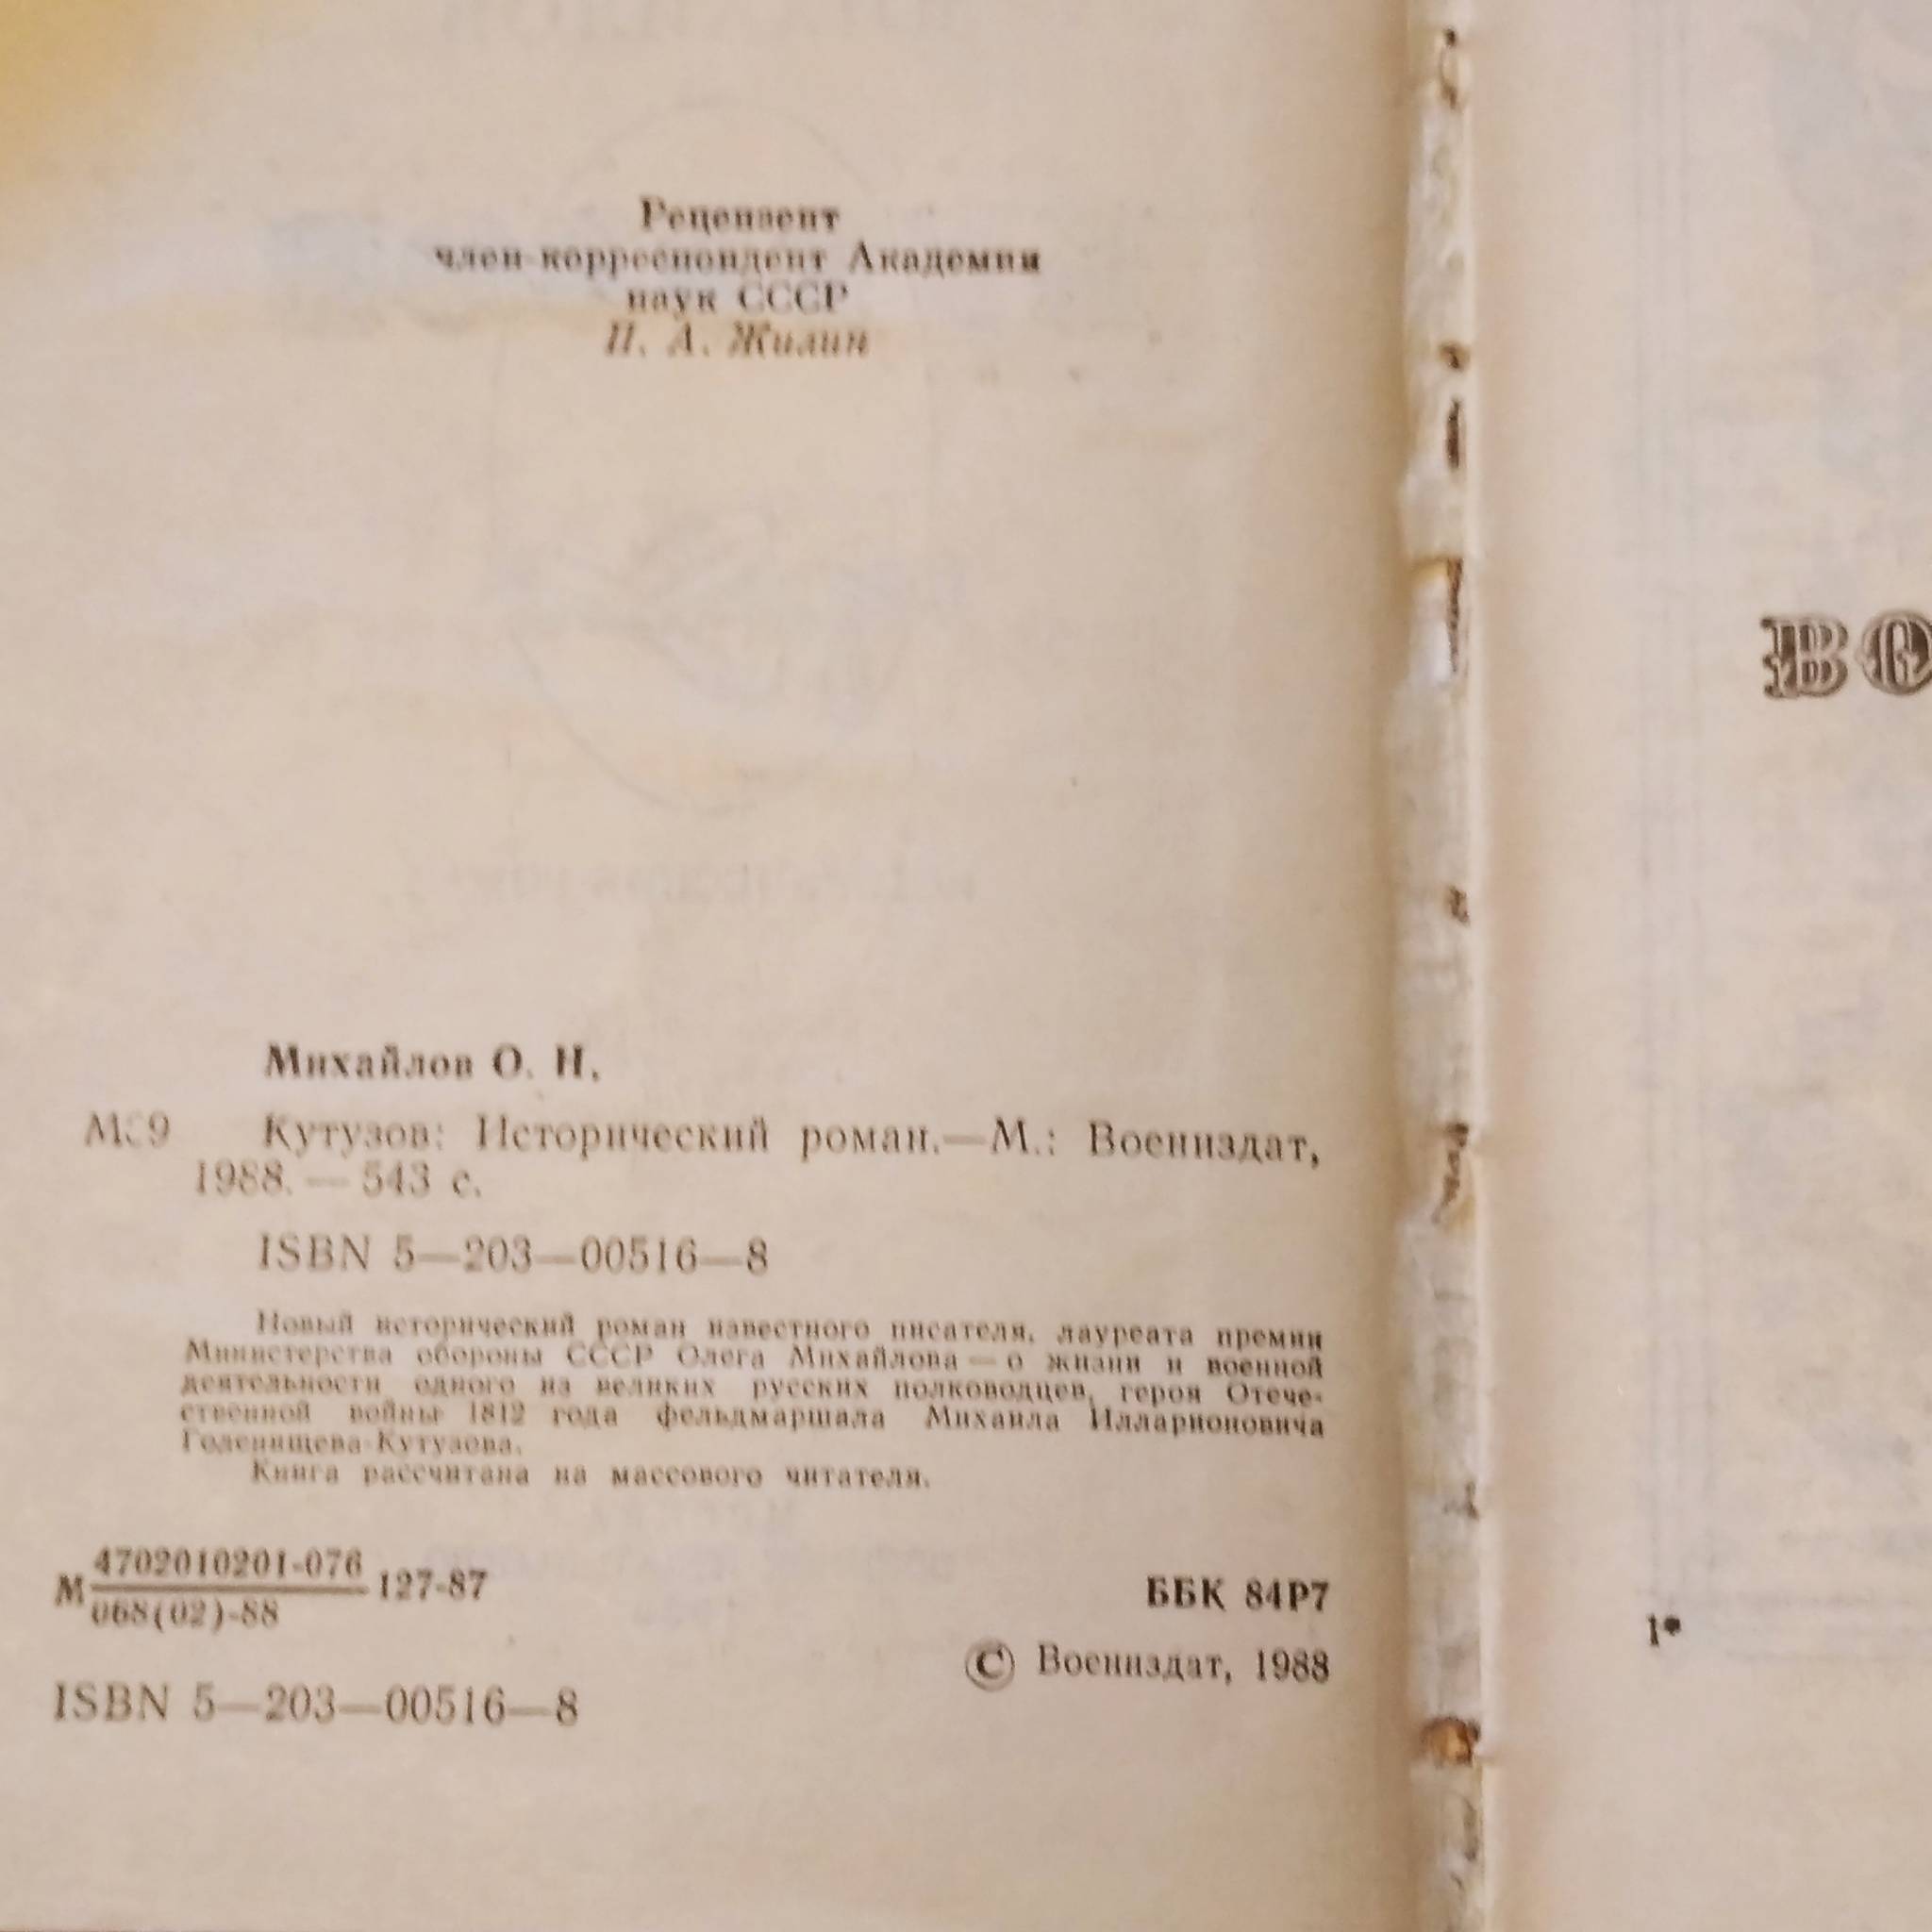 Рецензент
член-корреспондент Академии
наук СССР
П. А. Жилин
Михайлов О. Н.
М69 Кутузов: Исторический роман.—М.: Воениздат,
1988.—543 с.
ISBN 5—203—00516—8
Новый исторический роман известного писателя, лауреата премии
Министерства обороны СССР Олега Михайлова — о жизни и военной
деятельности одного из великих русских полководцев, героя Отече-
ственной войны 1812 года фельдмаршала Михаила Илларионовича
Голенищева-Кутузова.
Книга рассчитана на массового читателя.
М 4702010201-076 127-87
068(02)-88
ББК 84Р7
© Воениздат, 1988
ISBN 5—203—00516—8
ВО
1*